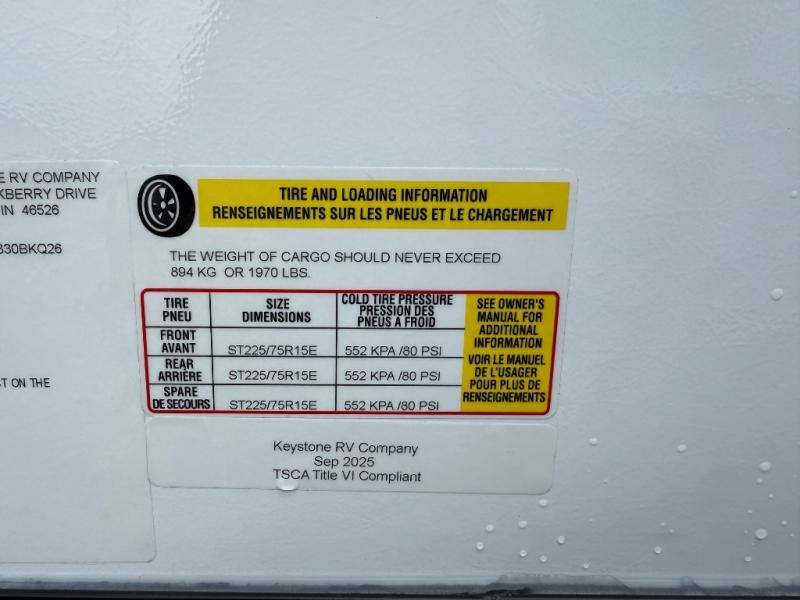 E RV COMPANY
KBERRY DRIVE
IN 46526
330BKQ26
T ON THE
TIRE AND LOADING INFORMATION
RENSEIGNEMENTS SUR LES PNEUS ET LE CHARGEMENT
THE WEIGHT OF CARGO SHOULD NEVER EXCEED
894 KG OR 1970 LBS.
TIRE
PNEU
SIZE
DIMENSIONS
COLD TIRE PRESSURE
PRESSION DES
PNEUS A FROID
FRONT
AVANT
ST225/75R15E
552 KPA /80 PSI
REAR
ARRIÈRE
ST225/75R15E
552 KPA /80 PSI
SPARE
DE SECOURS
ST225/75R15E
552 KPA /80 PSI
SEE OWNER'S
MANUAL FOR
ADDITIONAL
INFORMATION
VOIR LE MANUEL
DE L'USAGER
POUR PLUS DE
RENSEIGNEMENTS
Keystone RV Company
Sep 2025
TSCA Title VI Compliant